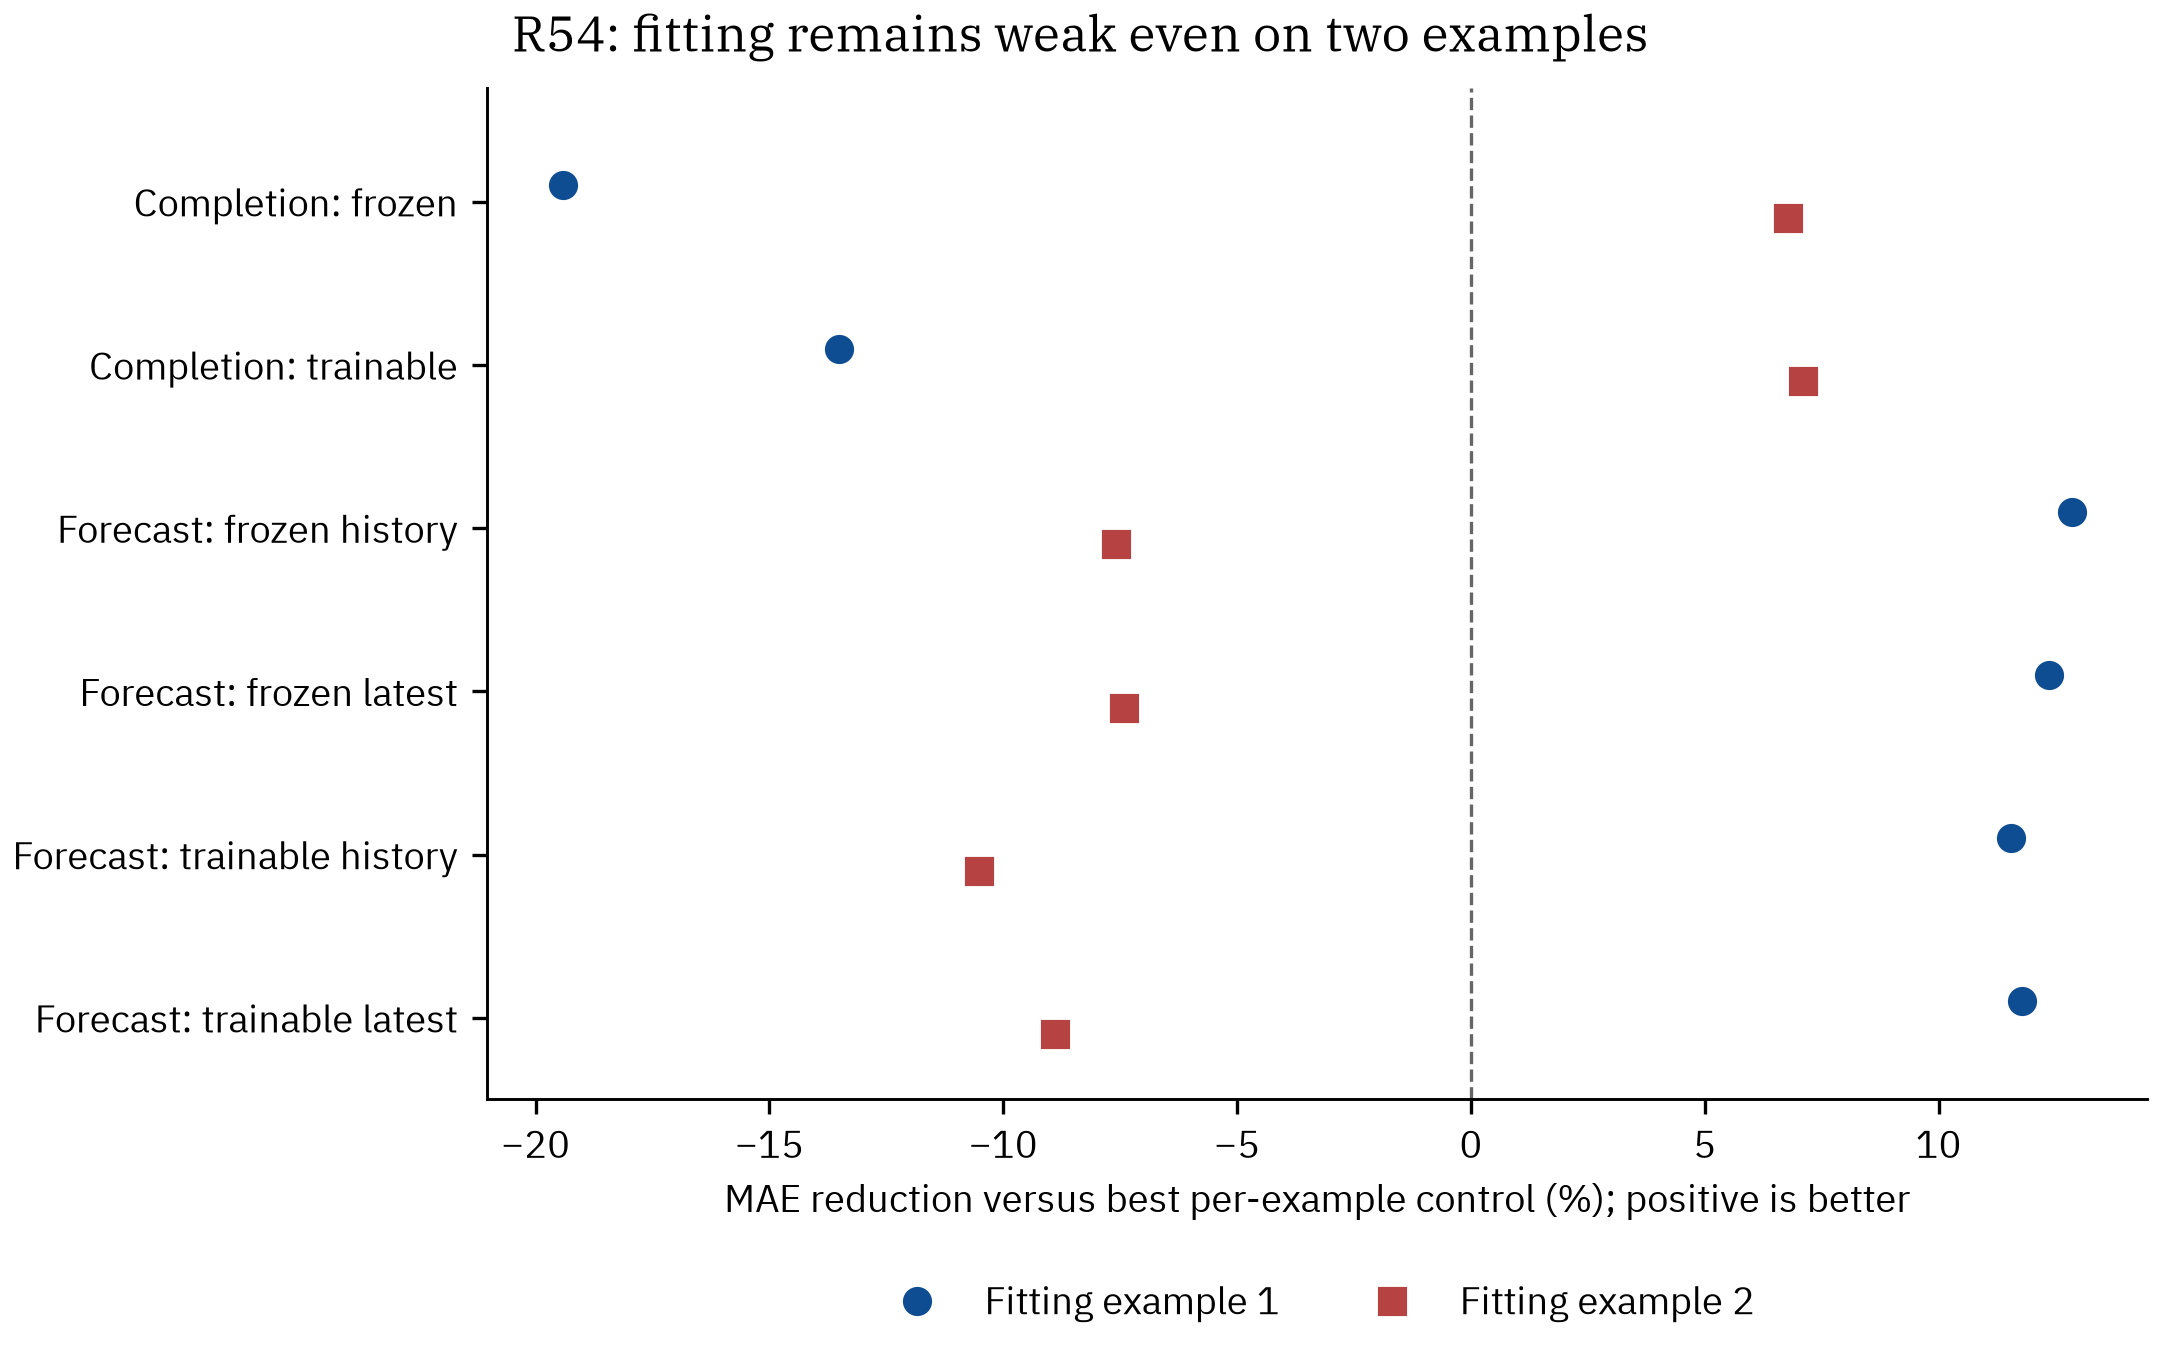 R54: fitting remains weak even on two examples
Completion: frozen
Completion: trainable
Forecast: frozen history
Forecast: frozen latest
Forecast: trainable history
Forecast: trainable latest
−20 −15 −10 −5 0 5 10
MAE reduction versus best per-example control (%); positive is better
Fitting example 1 Fitting example 2